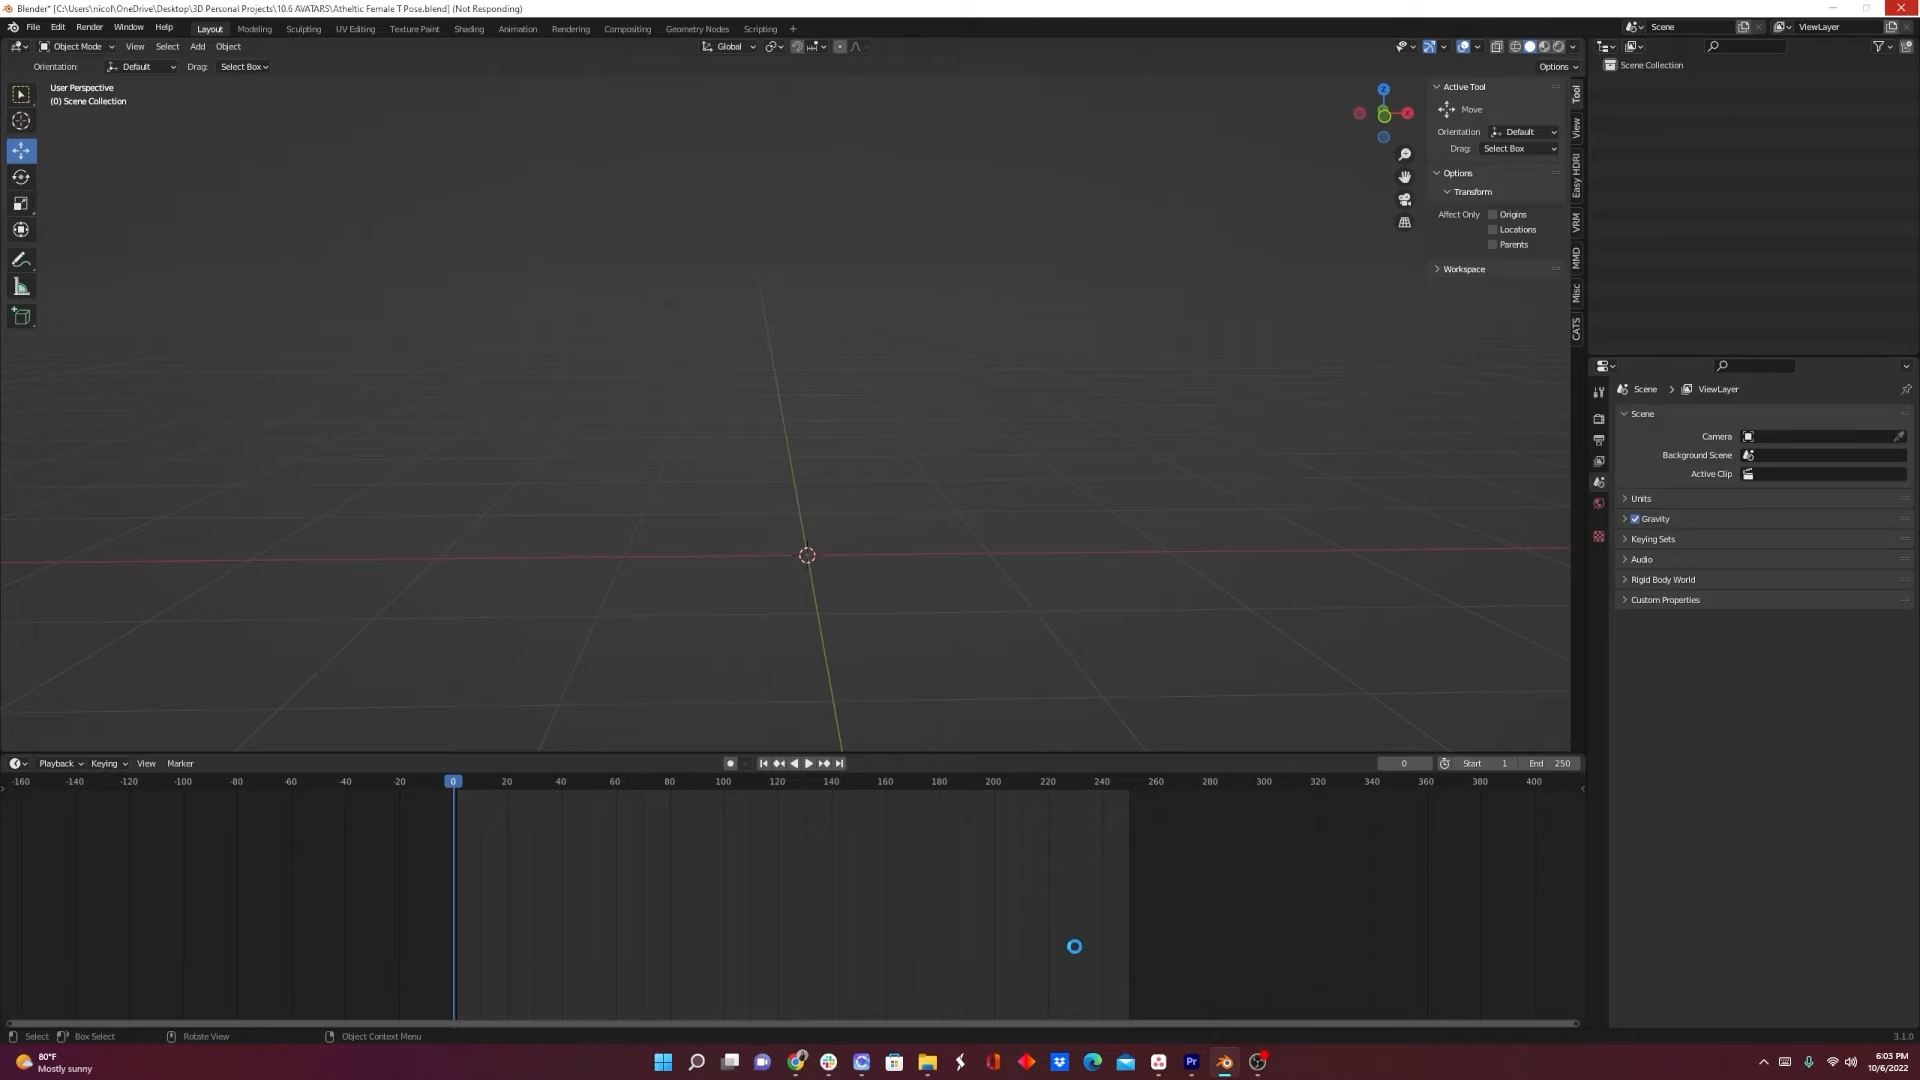 Blender* [C:\Users\nicol\OneDrive\Desktop\3D Personal Projects\10.6 AVATARS\Atheltic Female T Pose.blend] (Not Responding)
File Edit Render Window Help Layout Modeling Sculpting UV Editing Texture Paint Shading Animation Rendering Compositing Geometry Nodes Scripting + Scene ViewLayer
Object Mode View Select Add Object Global
Orientation: Default Drag: Select Box Options
Scene Collection
User Perspective
(0) Scene Collection
Z
X
Active Tool
Move
Orientation Default
Drag: Select Box
Options
Transform
Affect Only Origins
Locations
Parents
Workspace
Tool
View
Easy HDRI
VRM
MMD
Misc
CATS
Scene > ViewLayer
Scene
Camera
Background Scene
Active Clip
Units
Gravity
Keying Sets
Audio
Rigid Body World
Custom Properties
Playback Keying View Marker 0 Start 1 End 250
-160 -140 -120 -100 -80 -60 -40 -20 0 20 40 60 80 100 120 140 160 180 200 220 240 260 280 300 320 340 360 380 400
Select Box Select Rotate View Object Context Menu 3.1.0
80°F
Mostly sunny
Pr
6:03 PM
10/6/2022